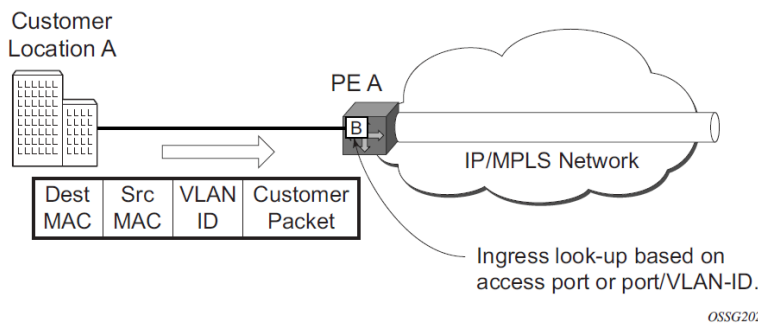 Customer
Location A
PE A
B
IP/MPLS Network
Dest MAC
Src MAC
VLAN ID
Customer Packet
Ingress look-up based on
access port or port/VLAN-ID.
OSSG202